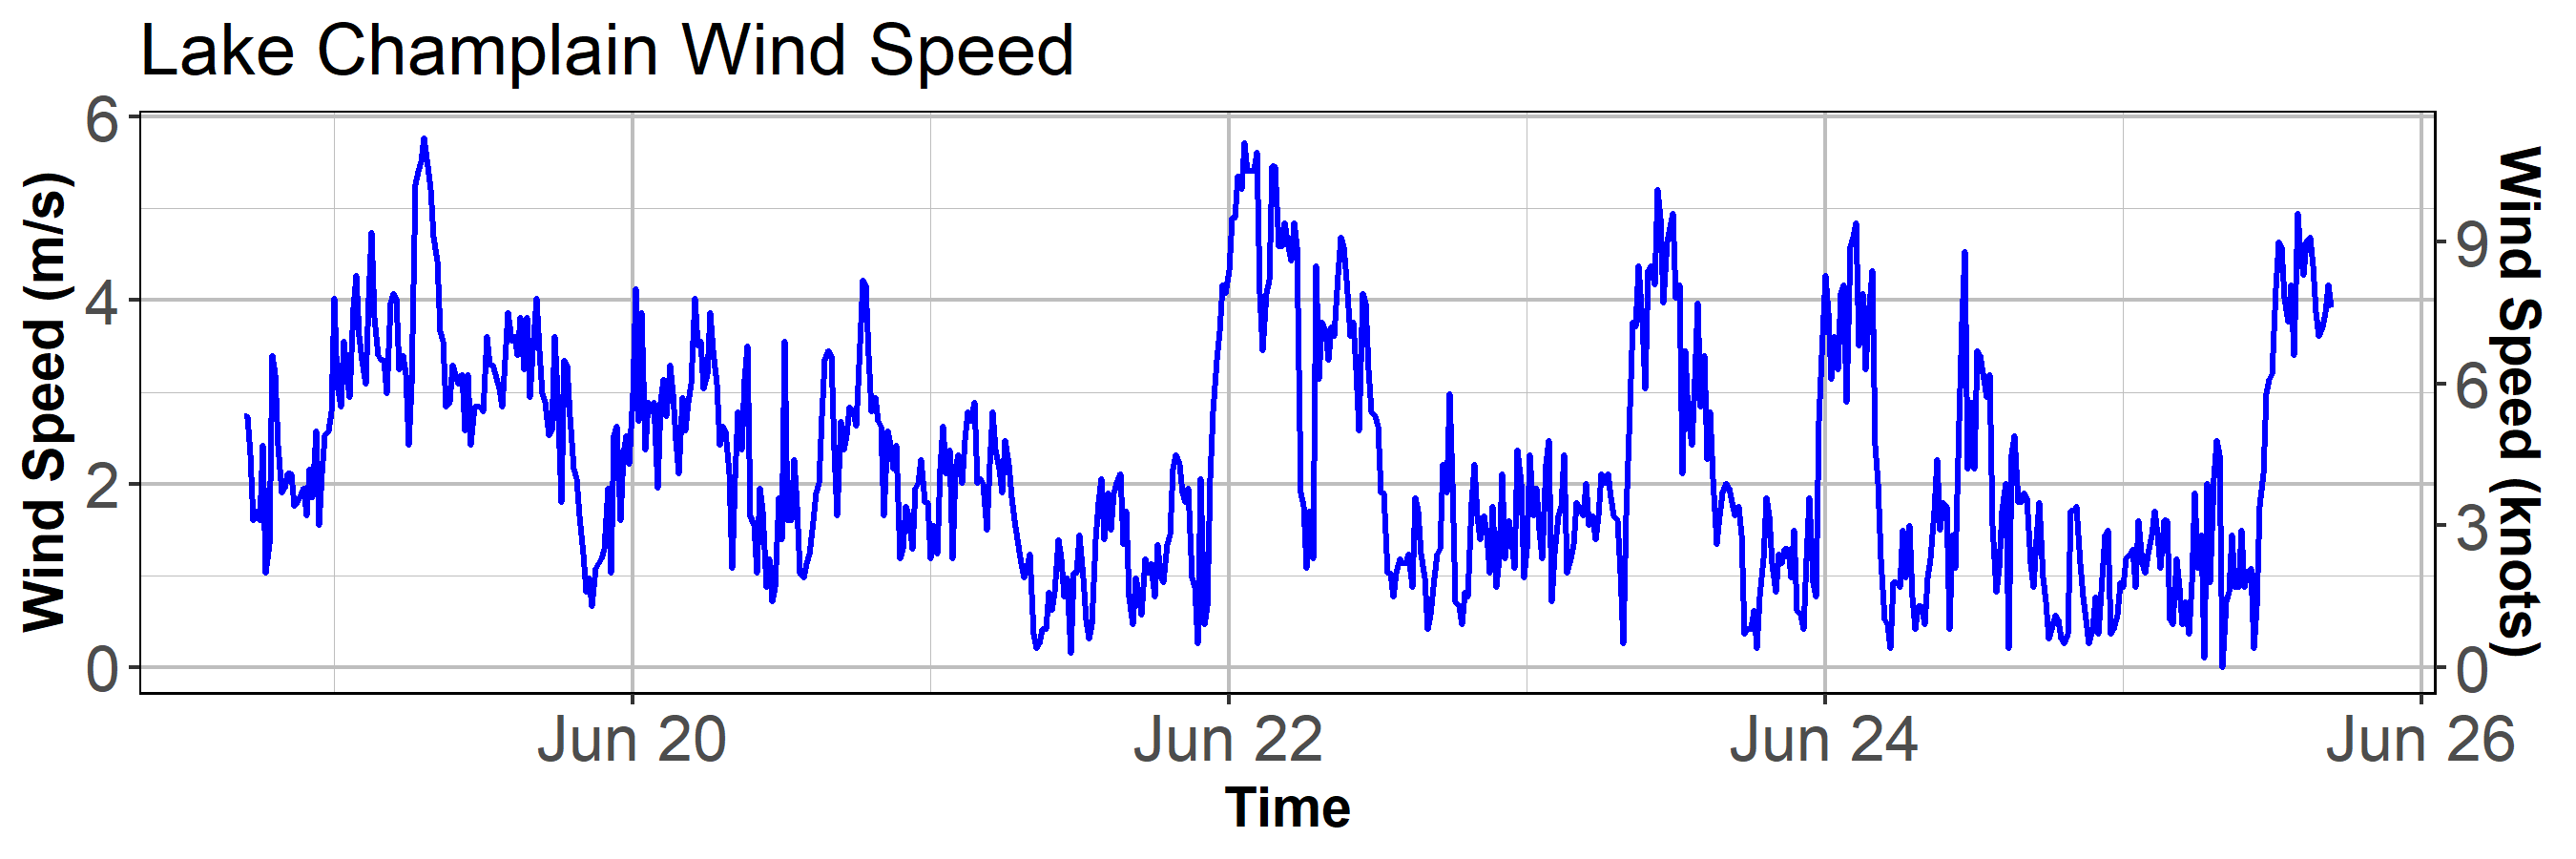 Lake Champlain Wind Speed
6
4
2
0
Wind Speed (m/s)
9
6
3
0
Wind Speed (knots)
Jun 20
Jun 22
Jun 24
Jun 26
Time